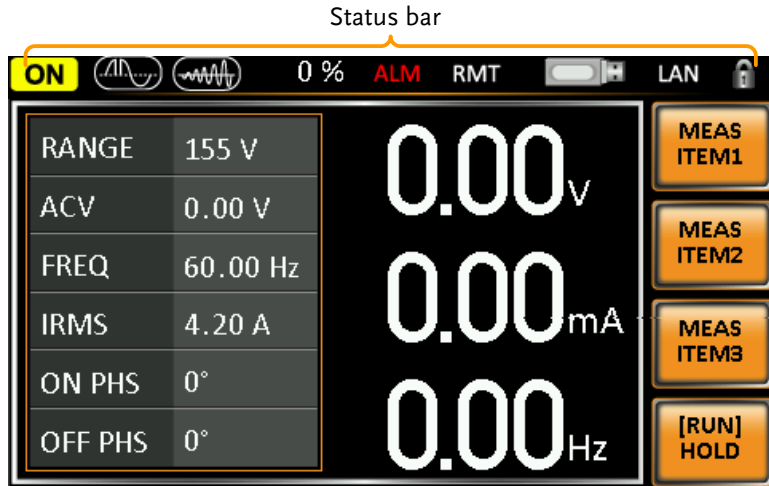 Status bar
ON 0 % ALM RMT LAN
RANGE 155 V
ACV 0.00 V
FREQ 60.00 Hz
IRMS 4.20 A
ON PHS 0°
OFF PHS 0°
0.00 V
0.00 mA
0.00 Hz
MEAS
ITEM1
MEAS
ITEM2
MEAS
ITEM3
[RUN]
HOLD